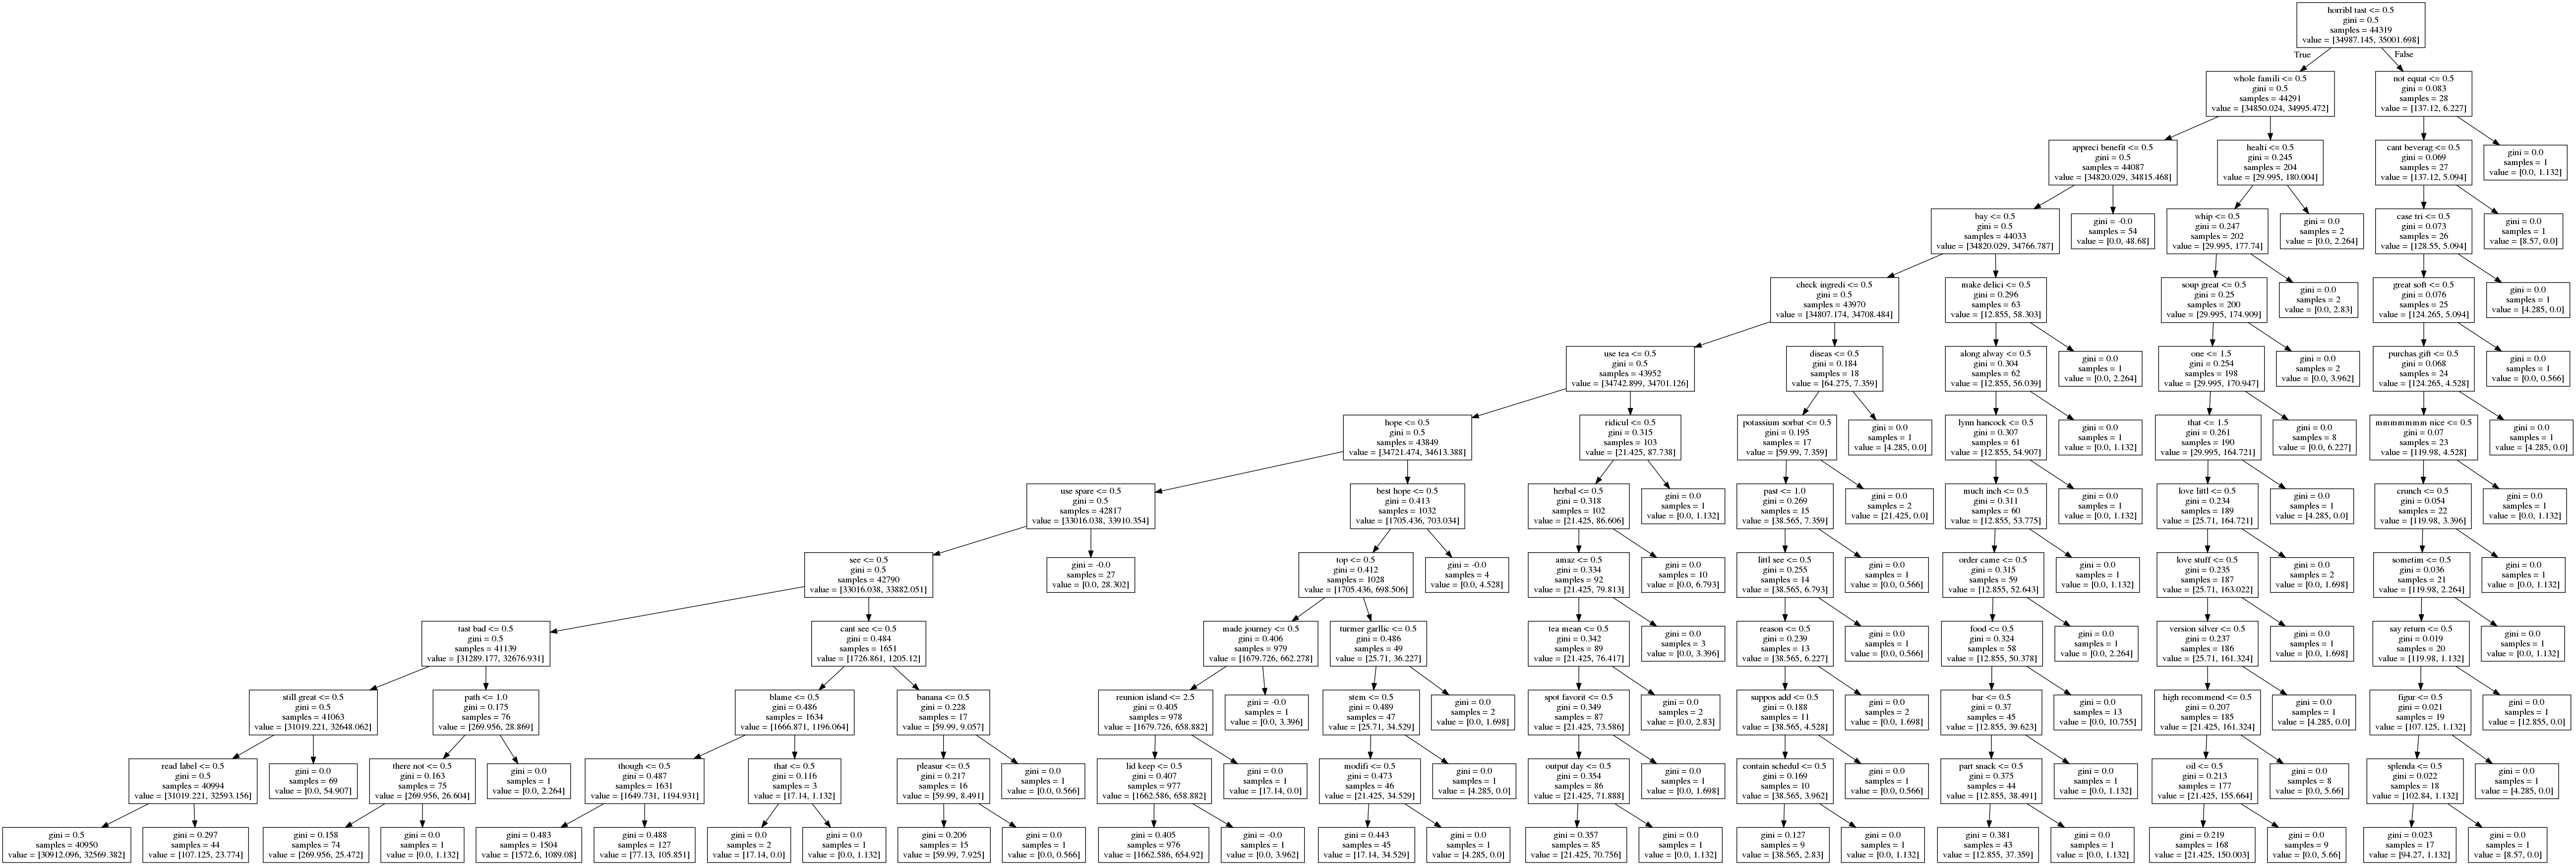 horribl tast <= 0.5
gini = 0.5
samples = 44319
value = [34987.145, 35001.698]
True
False
whole famili <= 0.5
gini = 0.5
samples = 44291
value = [34850.024, 34995.472]
not equat <= 0.5
gini = 0.083
samples = 28
value = [137.12, 6.227]
appreci benefit <= 0.5
gini = 0.5
samples = 44087
value = [34820.029, 34815.468]
healti <= 0.5
gini = 0.245
samples = 204
value = [29.995, 180.004]
cant beverag <= 0.5
gini = 0.069
samples = 27
value = [137.12, 5.094]
gini = 0.0
samples = 1
value = [0.0, 1.132]
bay <= 0.5
gini = 0.5
samples = 44033
value = [34820.029, 34766.787]
gini = -0.0
samples = 54
value = [0.0, 48.68]
whip <= 0.5
gini = 0.247
samples = 202
value = [29.995, 177.74]
gini = 0.0
samples = 2
value = [0.0, 2.264]
case tri <= 0.5
gini = 0.073
samples = 26
value = [128.55, 5.094]
gini = 0.0
samples = 1
value = [8.57, 0.0]
check ingredi <= 0.5
gini = 0.5
samples = 43970
value = [34807.174, 34708.484]
make delici <= 0.5
gini = 0.296
samples = 63
value = [12.855, 58.303]
soup great <= 0.5
gini = 0.25
samples = 200
value = [29.995, 174.909]
gini = 0.0
samples = 2
value = [0.0, 2.83]
great soft <= 0.5
gini = 0.076
samples = 25
value = [124.265, 5.094]
gini = 0.0
samples = 1
value = [4.285, 0.0]
use tea <= 0.5
gini = 0.5
samples = 43952
value = [34742.899, 34701.126]
diseas <= 0.5
gini = 0.184
samples = 18
value = [64.275, 7.359]
along alway <= 0.5
gini = 0.304
samples = 62
value = [12.855, 56.039]
gini = 0.0
samples = 1
value = [0.0, 2.264]
one <= 1.5
gini = 0.254
samples = 198
value = [29.995, 170.947]
gini = 0.0
samples = 2
value = [0.0, 3.962]
purchas gift <= 0.5
gini = 0.068
samples = 24
value = [124.265, 4.528]
gini = 0.0
samples = 1
value = [0.0, 0.566]
hope <= 0.5
gini = 0.5
samples = 43849
value = [34721.474, 34613.388]
ridicul <= 0.5
gini = 0.315
samples = 103
value = [21.425, 87.738]
potassium sorbat <= 0.5
gini = 0.195
samples = 17
value = [59.99, 7.359]
gini = 0.0
samples = 1
value = [4.285, 0.0]
lynn hancock <= 0.5
gini = 0.307
samples = 61
value = [12.855, 54.907]
gini = 0.0
samples = 1
value = [0.0, 1.132]
that <= 1.5
gini = 0.261
samples = 190
value = [29.995, 164.721]
gini = 0.0
samples = 8
value = [0.0, 6.227]
mmmmmmm nice <= 0.5
gini = 0.07
samples = 23
value = [119.98, 4.528]
gini = 0.0
samples = 1
value = [4.285, 0.0]
use spare <= 0.5
gini = 0.5
samples = 42817
value = [33016.038, 33910.354]
best hope <= 0.5
gini = 0.413
samples = 1032
value = [1705.436, 703.034]
herbal <= 0.5
gini = 0.318
samples = 102
value = [21.425, 86.606]
gini = 0.0
samples = 1
value = [0.0, 1.132]
past <= 1.0
gini = 0.269
samples = 15
value = [38.565, 7.359]
gini = 0.0
samples = 2
value = [21.425, 0.0]
much inch <= 0.5
gini = 0.311
samples = 60
value = [12.855, 53.775]
gini = 0.0
samples = 1
value = [0.0, 1.132]
love littl <= 0.5
gini = 0.234
samples = 189
value = [25.71, 164.721]
gini = 0.0
samples = 1
value = [4.285, 0.0]
crunch <= 0.5
gini = 0.054
samples = 22
value = [119.98, 3.396]
gini = 0.0
samples = 1
value = [0.0, 1.132]
see <= 0.5
gini = 0.5
samples = 42790
value = [33016.038, 33882.051]
gini = -0.0
samples = 27
value = [0.0, 28.302]
top <= 0.5
gini = 0.412
samples = 1028
value = [1705.436, 698.506]
gini = -0.0
samples = 4
value = [0.0, 4.528]
amaz <= 0.5
gini = 0.334
samples = 92
value = [21.425, 79.813]
gini = 0.0
samples = 10
value = [0.0, 6.793]
littl see <= 0.5
gini = 0.255
samples = 14
value = [38.565, 6.793]
gini = 0.0
samples = 1
value = [0.0, 0.566]
order came <= 0.5
gini = 0.315
samples = 59
value = [12.855, 52.643]
gini = 0.0
samples = 1
value = [0.0, 1.132]
love stuff <= 0.5
gini = 0.235
samples = 187
value = [25.71, 163.022]
gini = 0.0
samples = 2
value = [0.0, 1.698]
sometim <= 0.5
gini = 0.036
samples = 21
value = [119.98, 2.264]
gini = 0.0
samples = 1
value = [0.0, 1.132]
tast bad <= 0.5
gini = 0.5
samples = 41139
value = [31289.177, 32676.931]
cant see <= 0.5
gini = 0.484
samples = 1651
value = [1726.861, 1205.12]
made journey <= 0.5
gini = 0.406
samples = 979
value = [1679.726, 662.278]
turmer garllic <= 0.5
gini = 0.486
samples = 49
value = [25.71, 36.227]
tea mean <= 0.5
gini = 0.342
samples = 89
value = [21.425, 76.417]
gini = 0.0
samples = 3
value = [0.0, 3.396]
reason <= 0.5
gini = 0.239
samples = 13
value = [38.565, 6.227]
gini = 0.0
samples = 1
value = [0.0, 0.566]
food <= 0.5
gini = 0.324
samples = 58
value = [12.855, 50.378]
gini = 0.0
samples = 1
value = [0.0, 2.264]
version silver <= 0.5
gini = 0.237
samples = 186
value = [25.71, 161.324]
gini = 0.0
samples = 1
value = [0.0, 1.698]
say return <= 0.5
gini = 0.019
samples = 20
value = [119.98, 1.132]
gini = 0.0
samples = 1
value = [0.0, 1.132]
still great <= 0.5
gini = 0.5
samples = 41063
value = [31019.221, 32648.062]
path <= 1.0
gini = 0.175
samples = 76
value = [269.956, 28.869]
blame <= 0.5
gini = 0.486
samples = 1634
value = [1666.871, 1196.064]
banana <= 0.5
gini = 0.228
samples = 17
value = [59.99, 9.057]
reunion island <= 2.5
gini = 0.405
samples = 978
value = [1679.726, 658.882]
gini = -0.0
samples = 1
value = [0.0, 3.396]
stem <= 0.5
gini = 0.489
samples = 47
value = [25.71, 34.529]
gini = 0.0
samples = 2
value = [0.0, 1.698]
spot favorit <= 0.5
gini = 0.349
samples = 87
value = [21.425, 73.586]
gini = 0.0
samples = 2
value = [0.0, 2.83]
suppos add <= 0.5
gini = 0.188
samples = 11
value = [38.565, 4.528]
gini = 0.0
samples = 2
value = [0.0, 1.698]
bar <= 0.5
gini = 0.37
samples = 45
value = [12.855, 39.623]
gini = 0.0
samples = 13
value = [0.0, 10.755]
high recommend <= 0.5
gini = 0.207
samples = 185
value = [21.425, 161.324]
gini = 0.0
samples = 1
value = [4.285, 0.0]
figur <= 0.5
gini = 0.021
samples = 19
value = [107.125, 1.132]
gini = 0.0
samples = 1
value = [12.855, 0.0]
read label <= 0.5
gini = 0.5
samples = 40994
value = [31019.221, 32593.156]
gini = 0.0
samples = 69
value = [0.0, 54.907]
there not <= 0.5
gini = 0.163
samples = 75
value = [269.956, 26.604]
gini = 0.0
samples = 1
value = [0.0, 2.264]
though <= 0.5
gini = 0.487
samples = 1631
value = [1649.731, 1194.931]
that <= 0.5
gini = 0.116
samples = 3
value = [17.14, 1.132]
pleasur <= 0.5
gini = 0.217
samples = 16
value = [59.99, 8.491]
gini = 0.0
samples = 1
value = [0.0, 0.566]
lid keep <= 0.5
gini = 0.407
samples = 977
value = [1662.586, 658.882]
gini = 0.0
samples = 1
value = [17.14, 0.0]
modifi <= 0.5
gini = 0.473
samples = 46
value = [21.425, 34.529]
gini = 0.0
samples = 1
value = [4.285, 0.0]
output day <= 0.5
gini = 0.354
samples = 86
value = [21.425, 71.888]
gini = 0.0
samples = 1
value = [0.0, 1.698]
contain schedul <= 0.5
gini = 0.169
samples = 10
value = [38.565, 3.962]
gini = 0.0
samples = 1
value = [0.0, 0.566]
part snack <= 0.5
gini = 0.375
samples = 44
value = [12.855, 38.491]
gini = 0.0
samples = 1
value = [0.0, 1.132]
oil <= 0.5
gini = 0.213
samples = 177
value = [21.425, 155.664]
gini = 0.0
samples = 8
value = [0.0, 5.66]
splenda <= 0.5
gini = 0.022
samples = 18
value = [102.84, 1.132]
gini = 0.0
samples = 1
value = [4.285, 0.0]
gini = 0.5
samples = 40950
value = [30912.096, 32569.382]
gini = 0.297
samples = 44
value = [107.125, 23.774]
gini = 0.158
samples = 74
value = [269.956, 25.472]
gini = 0.0
samples = 1
value = [0.0, 1.132]
gini = 0.483
samples = 1504
value = [1572.6, 1089.08]
gini = 0.488
samples = 127
value = [77.13, 105.851]
gini = 0.0
samples = 2
value = [17.14, 0.0]
gini = 0.0
samples = 1
value = [0.0, 1.132]
gini = 0.206
samples = 15
value = [59.99, 7.925]
gini = 0.0
samples = 1
value = [0.0, 0.566]
gini = 0.405
samples = 976
value = [1662.586, 654.92]
gini = -0.0
samples = 1
value = [0.0, 3.962]
gini = 0.443
samples = 45
value = [17.14, 34.529]
gini = 0.0
samples = 1
value = [4.285, 0.0]
gini = 0.357
samples = 85
value = [21.425, 70.756]
gini = 0.0
samples = 1
value = [0.0, 1.132]
gini = 0.127
samples = 9
value = [38.565, 2.83]
gini = 0.0
samples = 1
value = [0.0, 1.132]
gini = 0.381
samples = 43
value = [12.855, 37.359]
gini = 0.0
samples = 1
value = [0.0, 1.132]
gini = 0.219
samples = 168
value = [21.425, 150.003]
gini = 0.0
samples = 9
value = [0.0, 5.66]
gini = 0.023
samples = 17
value = [94.27, 1.132]
gini = 0.0
samples = 1
value = [8.57, 0.0]